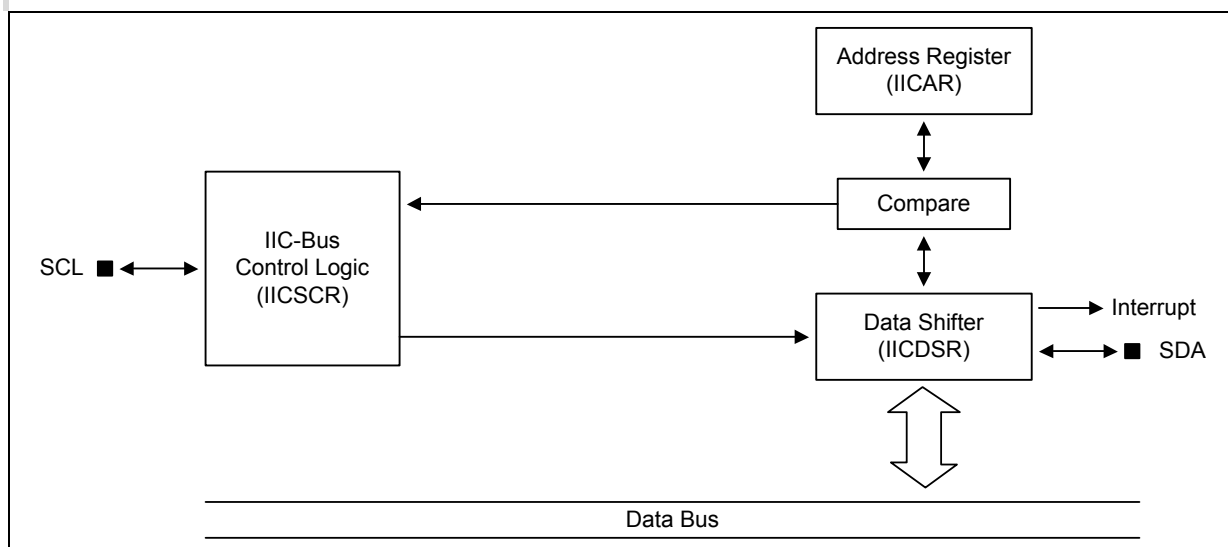 Address Register
(IICAR)
Compare
IIC-Bus
Control Logic
(IICSCR)
SCL
Data Shifter
(IICDSR)
Interrupt
SDA
Data Bus